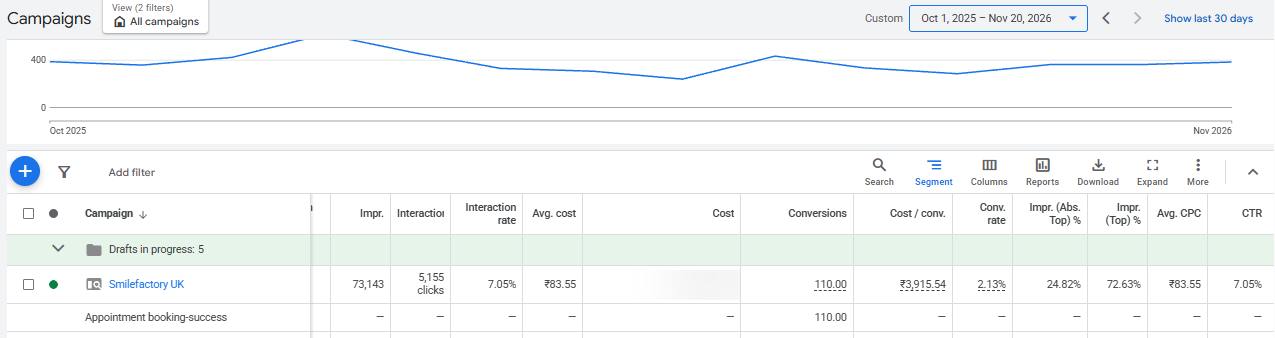 Campaigns
View (2 filters)
All campaigns
Custom
Oct 1, 2025 – Nov 20, 2026
Show last 30 days
400
0
Oct 2025
Nov 2026
Add filter
Search
Segment
Columns
Reports
Download
Expand
More
Campaign
Impr.
Interaction
Interaction
rate
Avg. cost
Cost
Conversions
Cost / conv.
Conv.
rate
Impr. (Abs.
Top) %
Impr.
(Top) %
Avg. CPC
CTR
Drafts in progress: 5
Smilefactory UK
73,143
5,155
clicks
7.05%
₹83.55
110.00
₹3,915.54
2.13%
24.82%
72.63%
₹83.55
7.05%
Appointment booking-success
— — — — — 110.00 — — — — — —